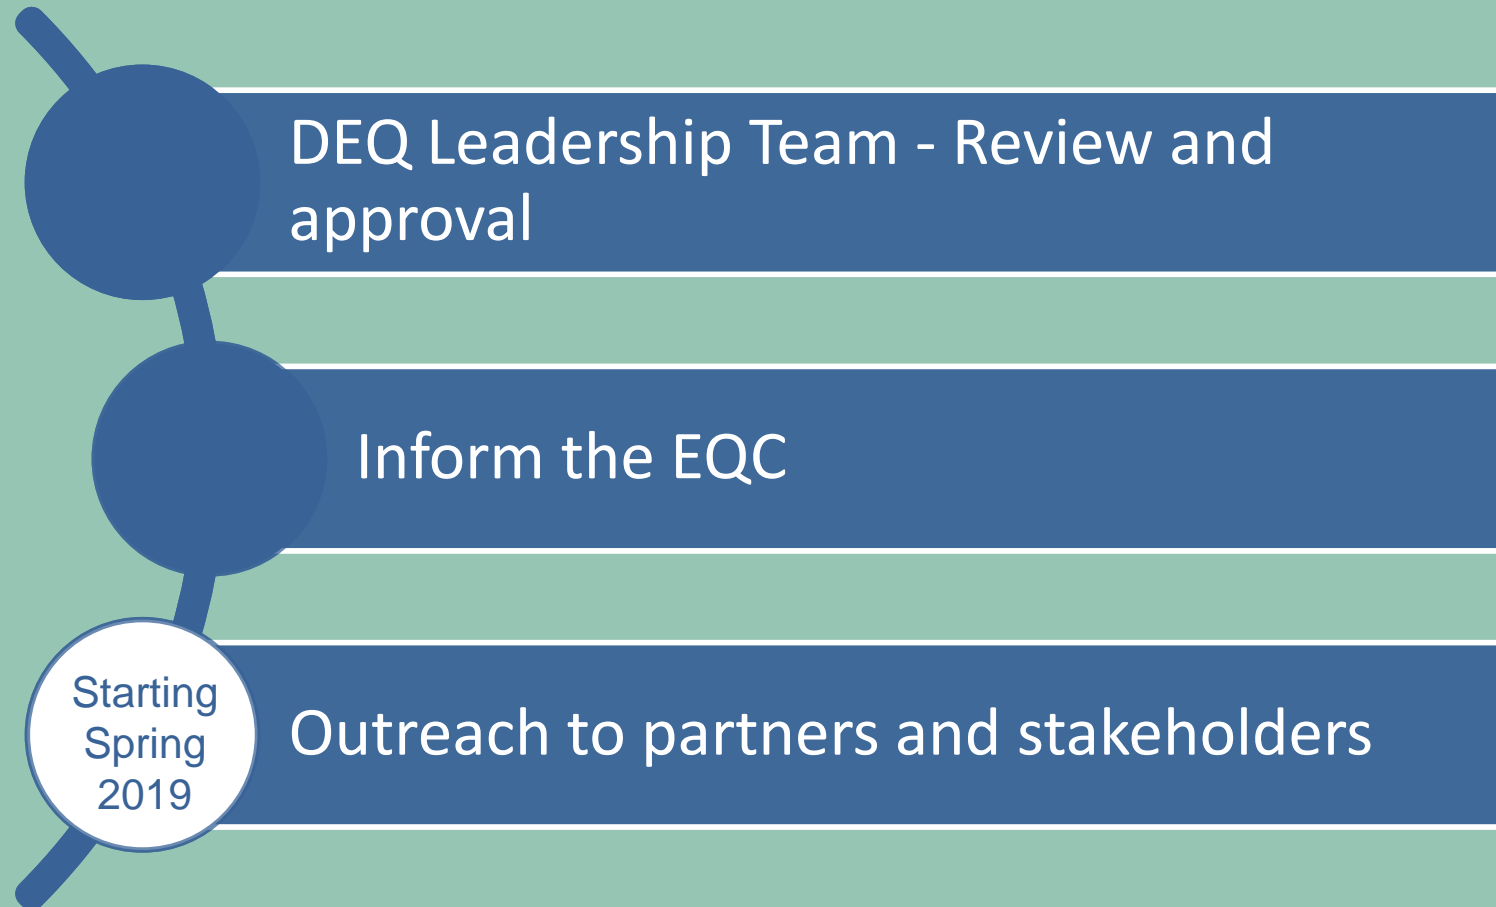 DEQ Leadership Team - Review and
approval
Inform the EQC
Starting
Spring
2019
Outreach to partners and stakeholders